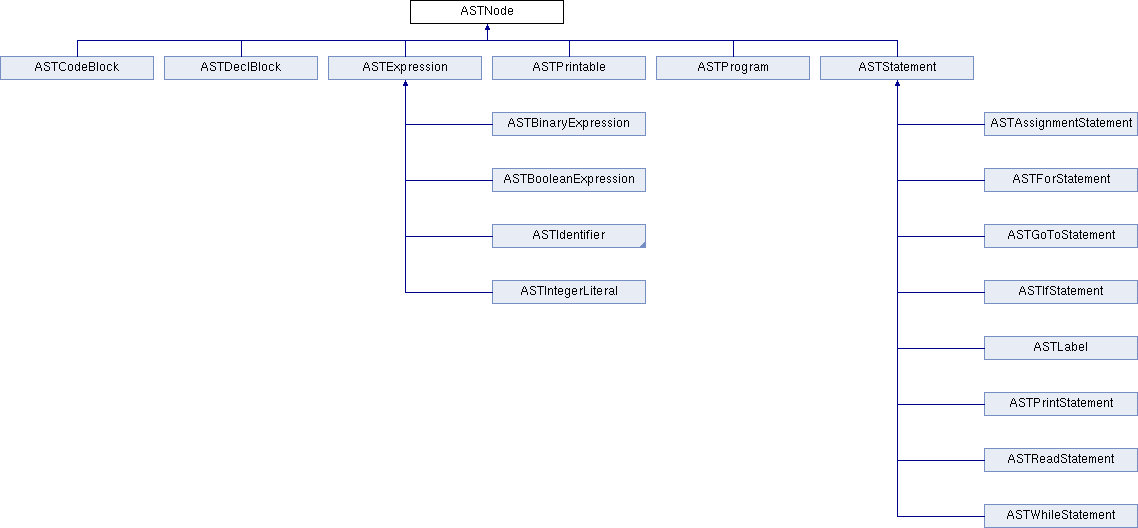 ASTNode
ASTCodeBlock
ASTDeclBlock
ASTExpression
ASTPrintable
ASTProgram
ASTStatement
ASTBinaryExpression
ASTBooleanExpression
ASTIdentifier
ASTIntegerLiteral
ASTAssignmentStatement
ASTForStatement
ASTGoToStatement
ASTIfStatement
ASTLabel
ASTPrintStatement
ASTReadStatement
ASTWhileStatement